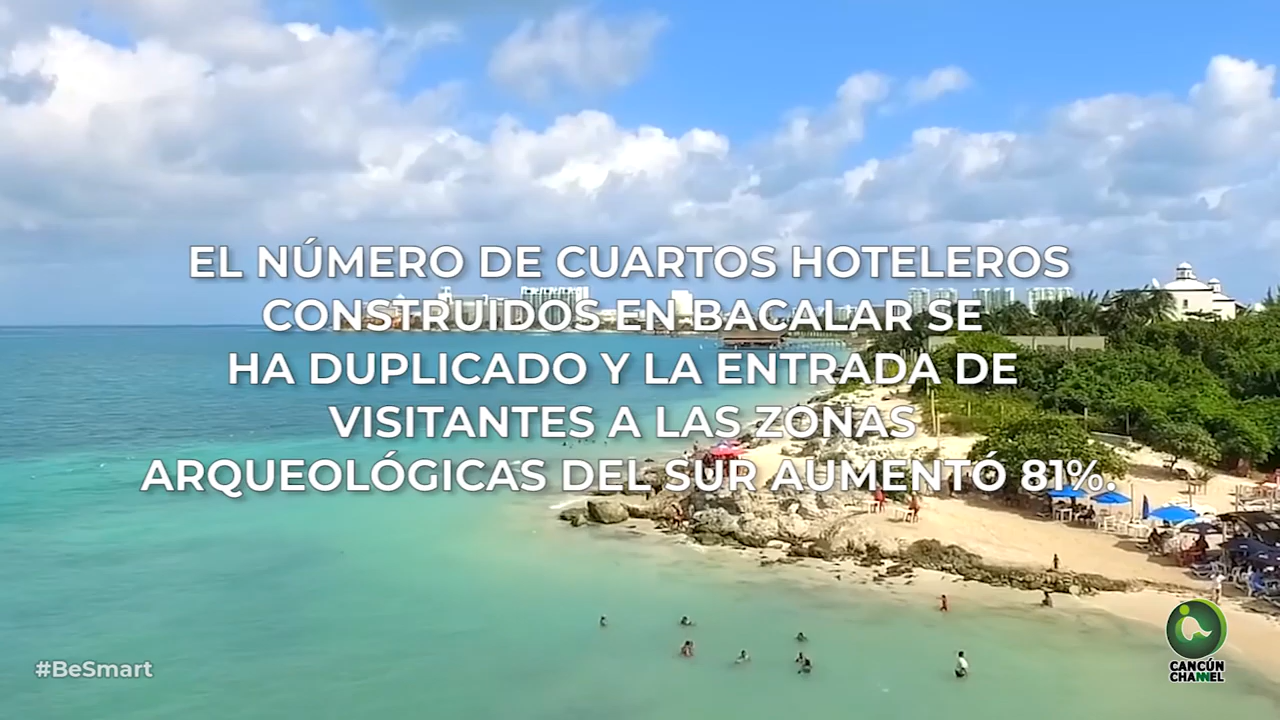 EL NÚMERO DE CUARTOS HOTELEROS
CONSTRUIDOS EN BACALAR SE
HA DUPLICADO Y LA ENTRADA DE
VISITANTES A LAS ZONAS
ARQUEOLÓGICAS DEL SUR AUMENTÓ 81%.
#BeSmart
CANCÚN
CHANNEL